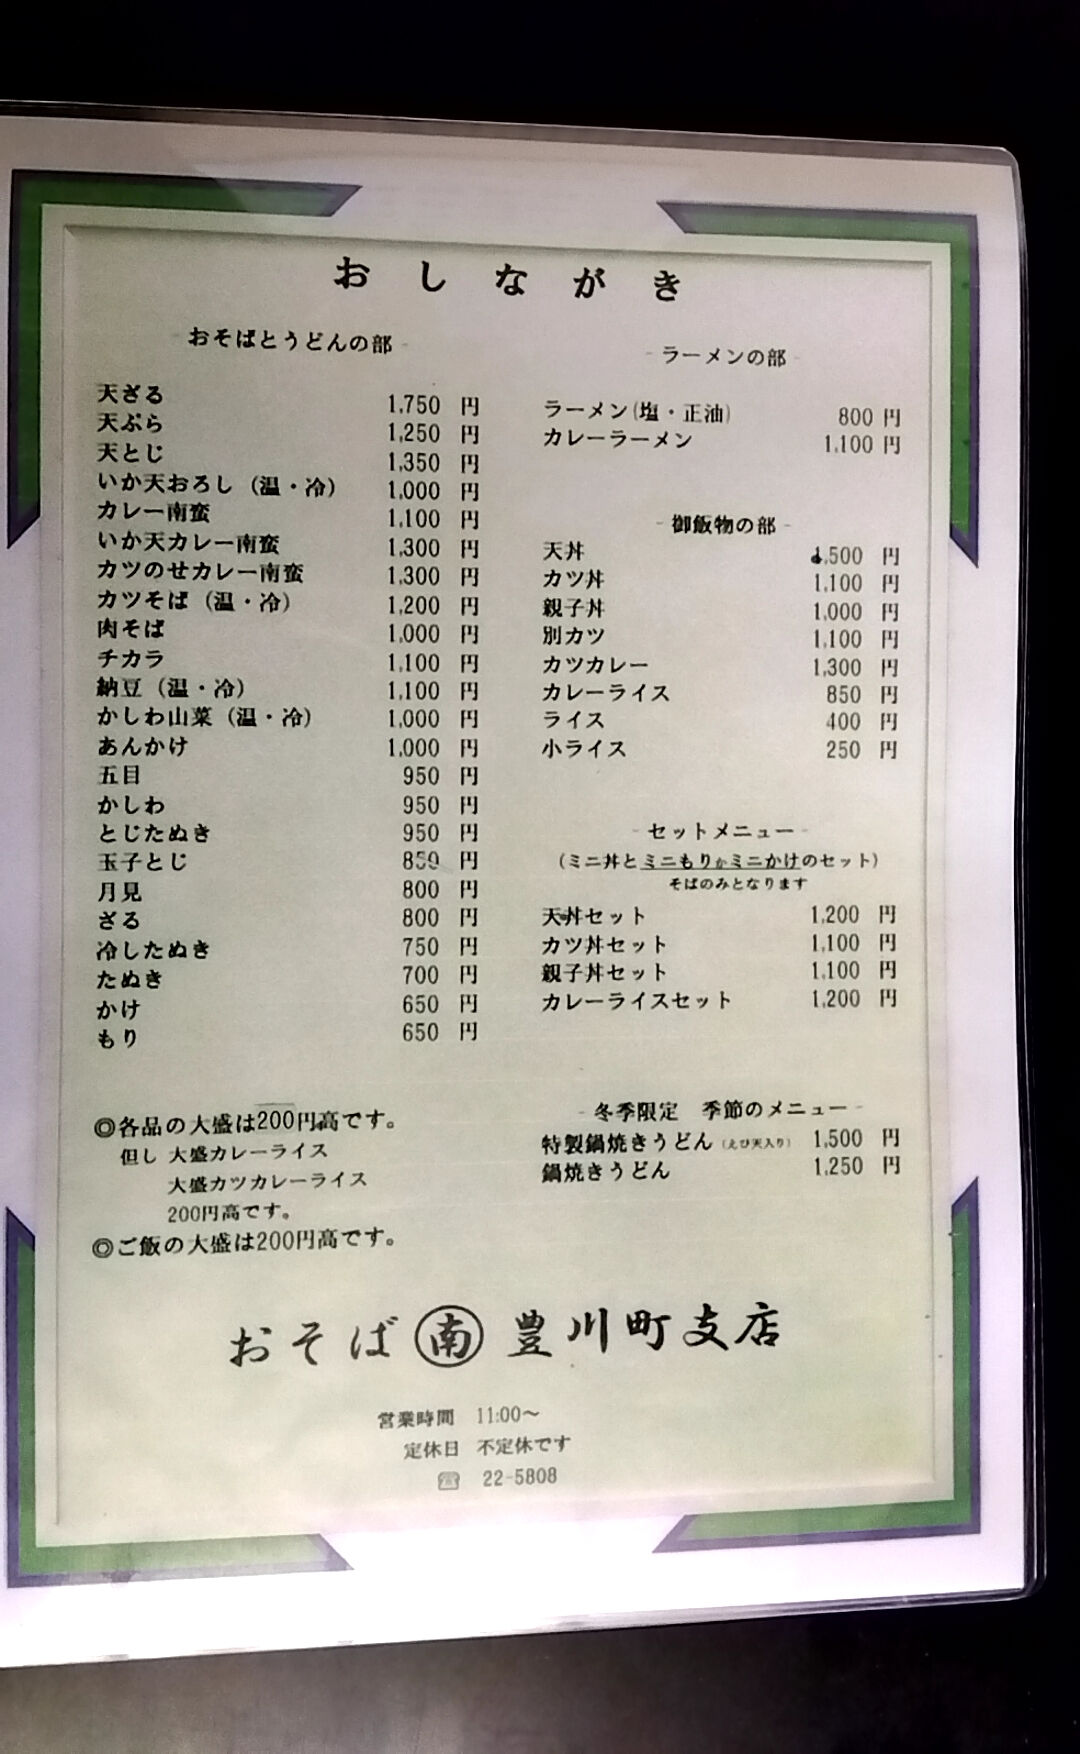 おしながき
おそばとうどんの部
天ざる 1,750 円
天ぷら 1,250 円
天とじ 1,350 円
いか天おろし（温・冷） 1,000 円
カレー南蛮 1,100 円
いか天カレー南蛮 1,300 円
カツのせカレー南蛮 1,300 円
カツそば（温・冷） 1,200 円
肉そば 1,000 円
チカラ 1,100 円
納豆（温・冷） 1,100 円
かしわ山菜（温・冷） 1,000 円
あんかけ 1,000 円
五目 950 円
かしわ 950 円
とじたぬき 950 円
玉子とじ 850 円
月見 800 円
ざる 800 円
冷したぬき 750 円
たぬき 700 円
かけ 650 円
もり 650 円
◎各品の大盛は200円高です。
但し 大盛カレーライス
大盛カツカレーライス
200円高です。
◎ご飯の大盛は200円高です。
- ラーメンの部 -
ラーメン(塩・正油) 800 円
カレーラーメン 1,100 円
- 御飯物の部 -
天丼 1,500 円
カツ丼 1,100 円
親子丼 1,000 円
別カツ 1,100 円
カツカレー 1,300 円
カレーライス 850 円
ライス 400 円
小ライス 250 円
- セットメニュー -
(ミニ丼とミニもりかミニかけのセット)
そばのみとなります
天丼セット 1,200 円
カツ丼セット 1,100 円
親子丼セット 1,100 円
カレーライスセット 1,200 円
- 冬季限定 季節のメニュー -
特製鍋焼きうどん（えび天入り） 1,500 円
鍋焼きうどん 1,250 円
おそば ㊞南 豊川町支店
営業時間 11:00～
定休日 不定休です
☎ 22-5808